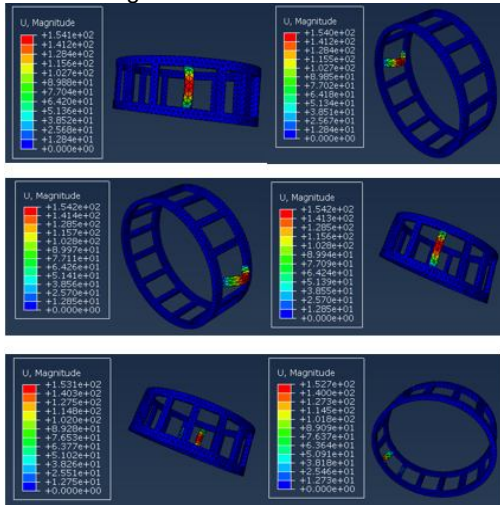 U, Magnitude
+1.541e+02
+1.412e+02
+1.284e+02
+1.156e+02
+1.027e+02
+8.988e+01
+7.704e+01
+6.420e+01
+5.136e+01
+3.852e+01
+2.568e+01
+1.284e+01
+0.000e+00
U, Magnitude
+1.540e+02
+1.412e+02
+1.284e+02
+1.155e+02
+1.027e+02
+8.985e+01
+7.702e+01
+6.418e+01
+5.134e+01
+3.851e+01
+2.567e+01
+1.284e+01
+0.000e+00
U, Magnitude
+1.542e+02
+1.414e+02
+1.285e+02
+1.157e+02
+1.028e+02
+8.997e+01
+7.711e+01
+6.426e+01
+5.141e+01
+3.856e+01
+2.570e+01
+1.285e+01
+0.000e+00
U, Magnitude
+1.542e+02
+1.413e+02
+1.285e+02
+1.156e+02
+1.028e+02
+8.994e+01
+7.709e+01
+6.424e+01
+5.139e+01
+3.855e+01
+2.570e+01
+1.285e+01
+0.000e+00
U, Magnitude
+1.531e+02
+1.403e+02
+1.275e+02
+1.148e+02
+1.020e+02
+8.928e+01
+7.653e+01
+6.377e+01
+5.102e+01
+3.826e+01
+2.551e+01
+1.275e+01
+0.000e+00
U, Magnitude
+1.527e+02
+1.400e+02
+1.273e+02
+1.145e+02
+1.018e+02
+8.909e+01
+7.637e+01
+6.364e+01
+5.091e+01
+3.818e+01
+2.546e+01
+1.273e+01
+0.000e+00